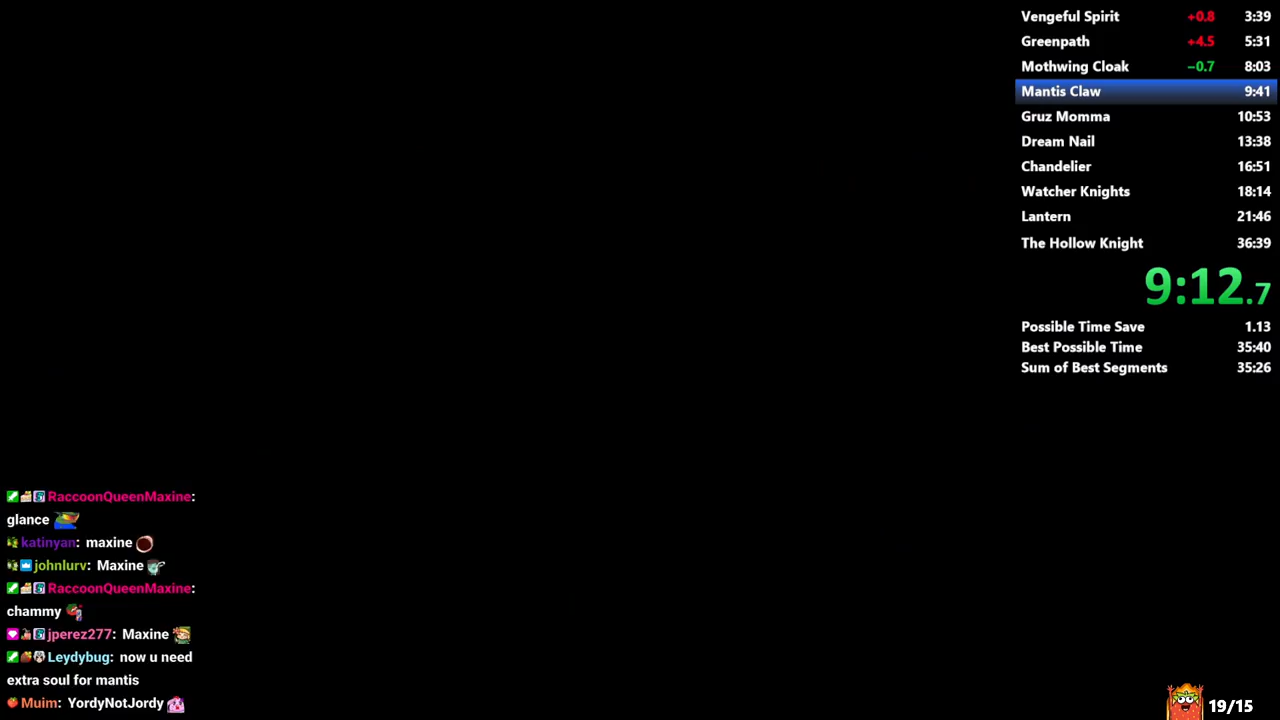 Vengeful Spirit +0.8 3:39
Greenpath +4.5 5:31
Mothwing Cloak −0.7 8:03
Mantis Claw 9:41
Gruz Momma 10:53
Dream Nail 13:38
Chandelier 16:51
Watcher Knights 18:14
Lantern 21:46
The Hollow Knight 36:39
9:12.7
Possible Time Save 1.13
Best Possible Time 35:40
Sum of Best Segments 35:26
RaccoonQueenMaxine:
glance
katinyan: maxine
johnlurv: Maxine
RaccoonQueenMaxine:
chammy
jperez277: Maxine
Leydybug: now u need
extra soul for mantis
Muim: YordyNotJordy
19/15